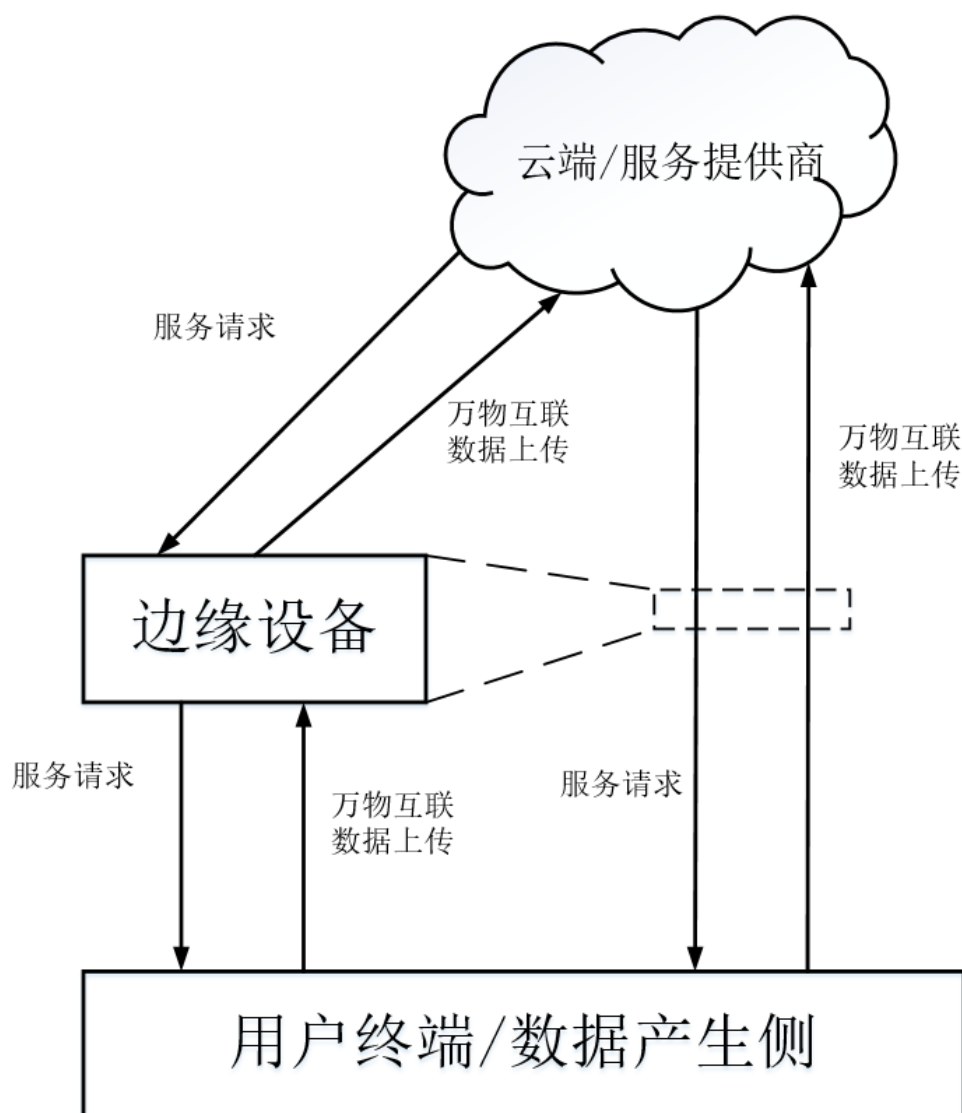 云端/服务提供商
服务请求
万物互联
数据上传
万物互联
数据上传
边缘设备
服务请求
万物互联
数据上传
服务请求
用户终端/数据产生侧